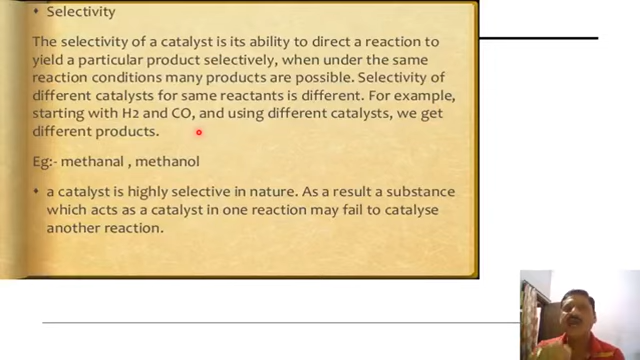 Selectivity
The selectivity of a catalyst is its ability to direct a reaction to
yield a particular product selectively, when under the same
reaction conditions many products are possible. Selectivity of
different catalysts for same reactants is different. For example,
starting with H2 and CO, and using different catalysts, we get
different products.
Eg:- methanal , methanol
a catalyst is highly selective in nature. As a result a substance
which acts as a catalyst in one reaction may fail to catalyse
another reaction.